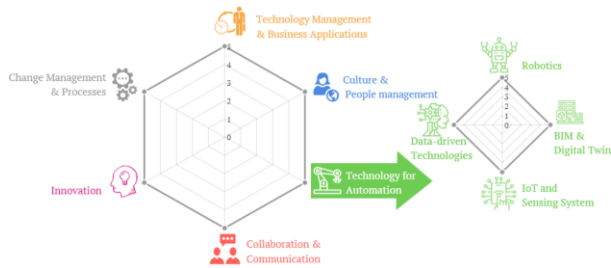 Technology Management
& Business Applications
Change Management
& Processes
Culture &
People management
5
4
3
2
1
0
Innovation
Technology for
Automation
Collaboration &
Communication
Robotics
5
4
3
2
1
0
Data-driven
Technologies
BIM &
Digital Twin
IoT and
Sensing System